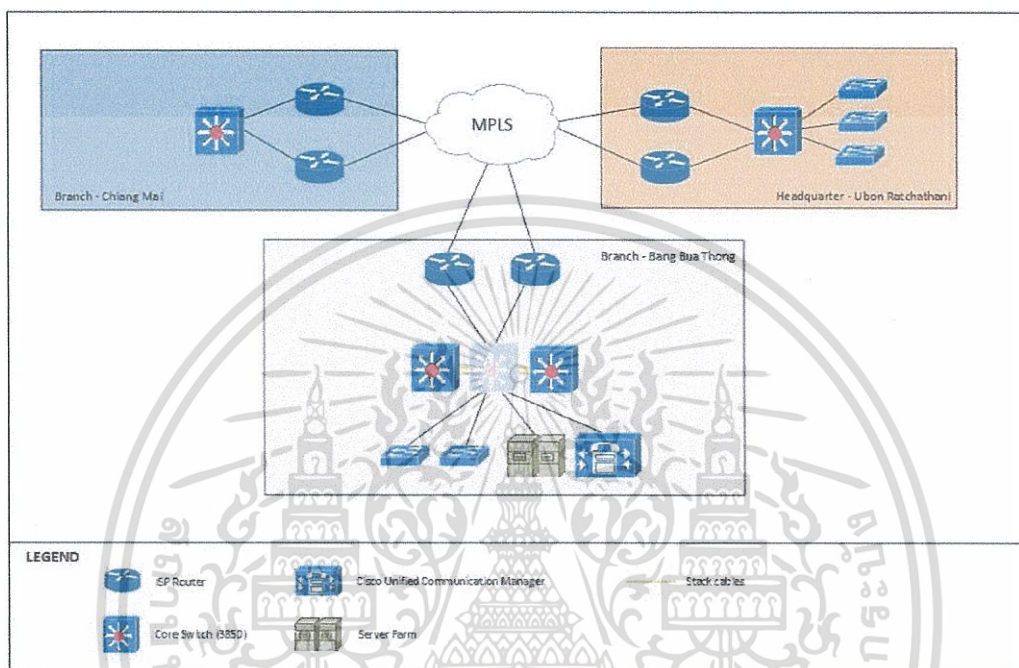 MPLS
Branch - Chiang Mai
Headquarter - Ubon Ratchathani
Branch - Bang Bua Thong
LEGEND
ISP Router
Cisco Unified Communication Manager
Stack cables
Core Switch (3850)
Server Farm